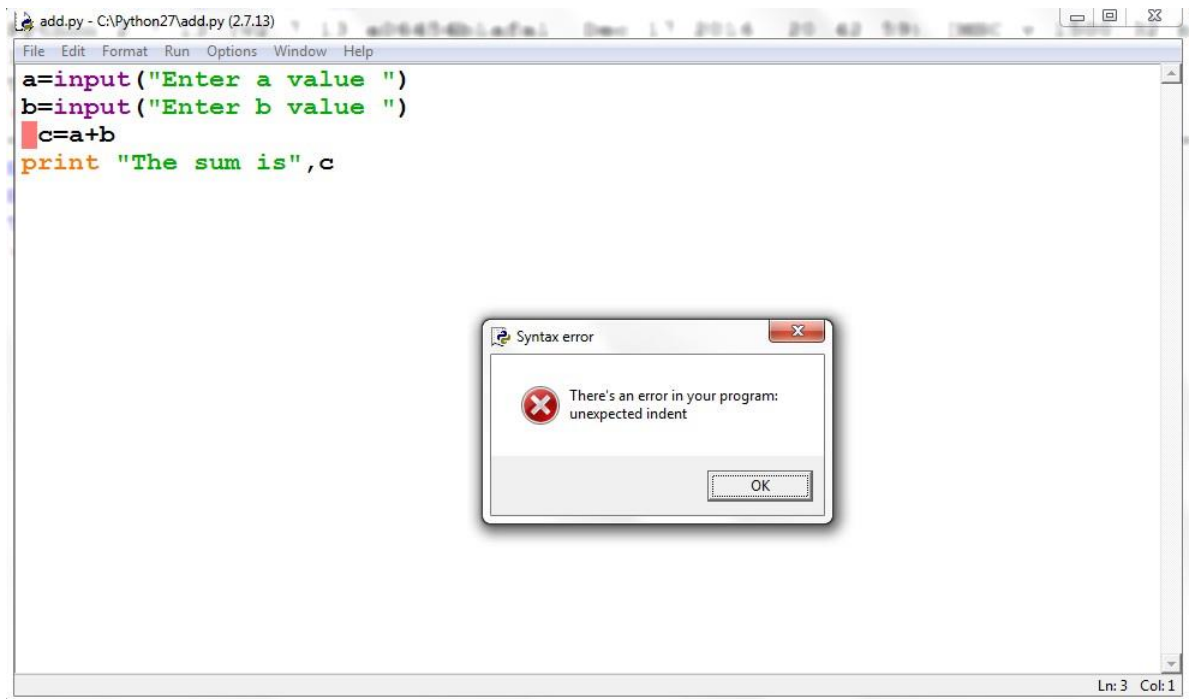 add.py - C:\Python27\add.py (2.7.13)
File Edit Format Run Options Window Help
a=input("Enter a value ")
b=input("Enter b value ")
 c=a+b
print "The sum is",c
Syntax error
There's an error in your program:
unexpected indent
OK
Ln: 3 Col: 1